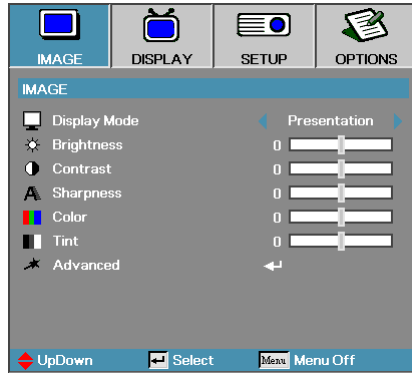 IMAGE DISPLAY SETUP OPTIONS
IMAGE
Display Mode Presentation
Brightness 0
Contrast 0
Sharpness 0
Color 0
Tint 0
Advanced
UpDown Select Menu Menu Off